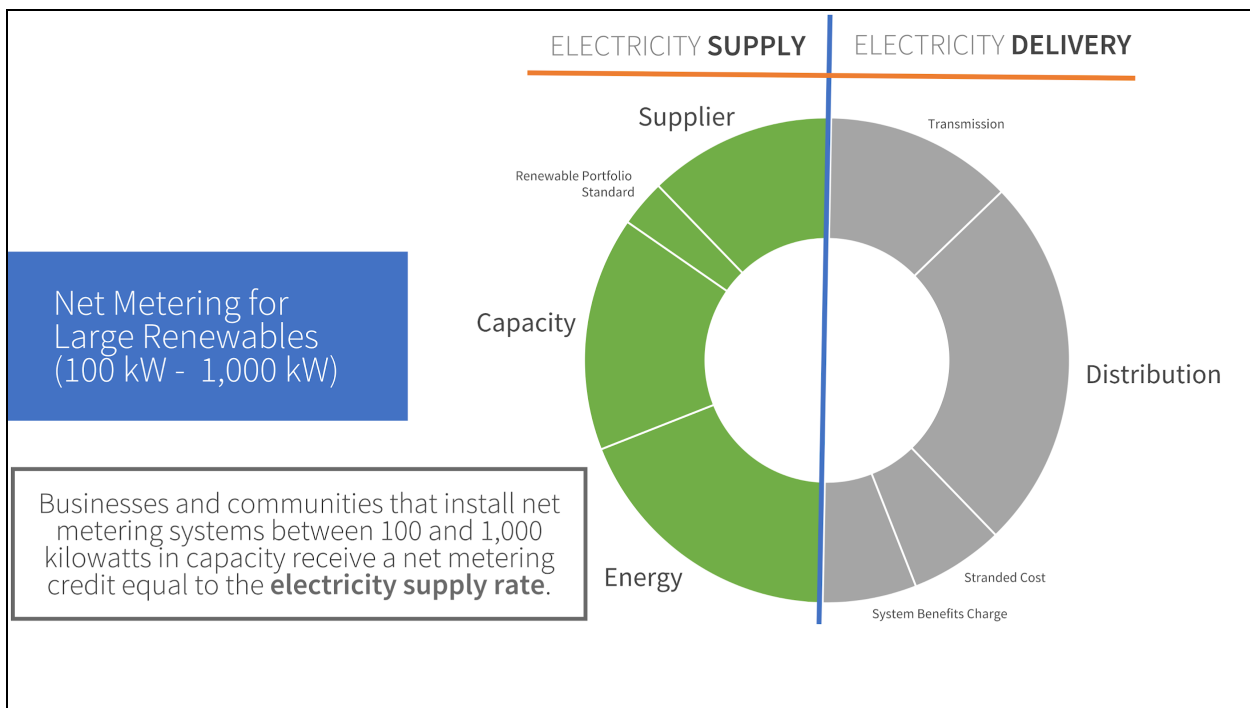 ELECTRICITY SUPPLY
ELECTRICITY DELIVERY
Supplier
Transmission
Renewable Portfolio
Standard
Net Metering for
Large Renewables
(100 kW - 1,000 kW)
Capacity
Distribution
Businesses and communities that install net
metering systems between 100 and 1,000
kilowatts in capacity receive a net metering
credit equal to the electricity supply rate.
Energy
Stranded Cost
System Benefits Charge